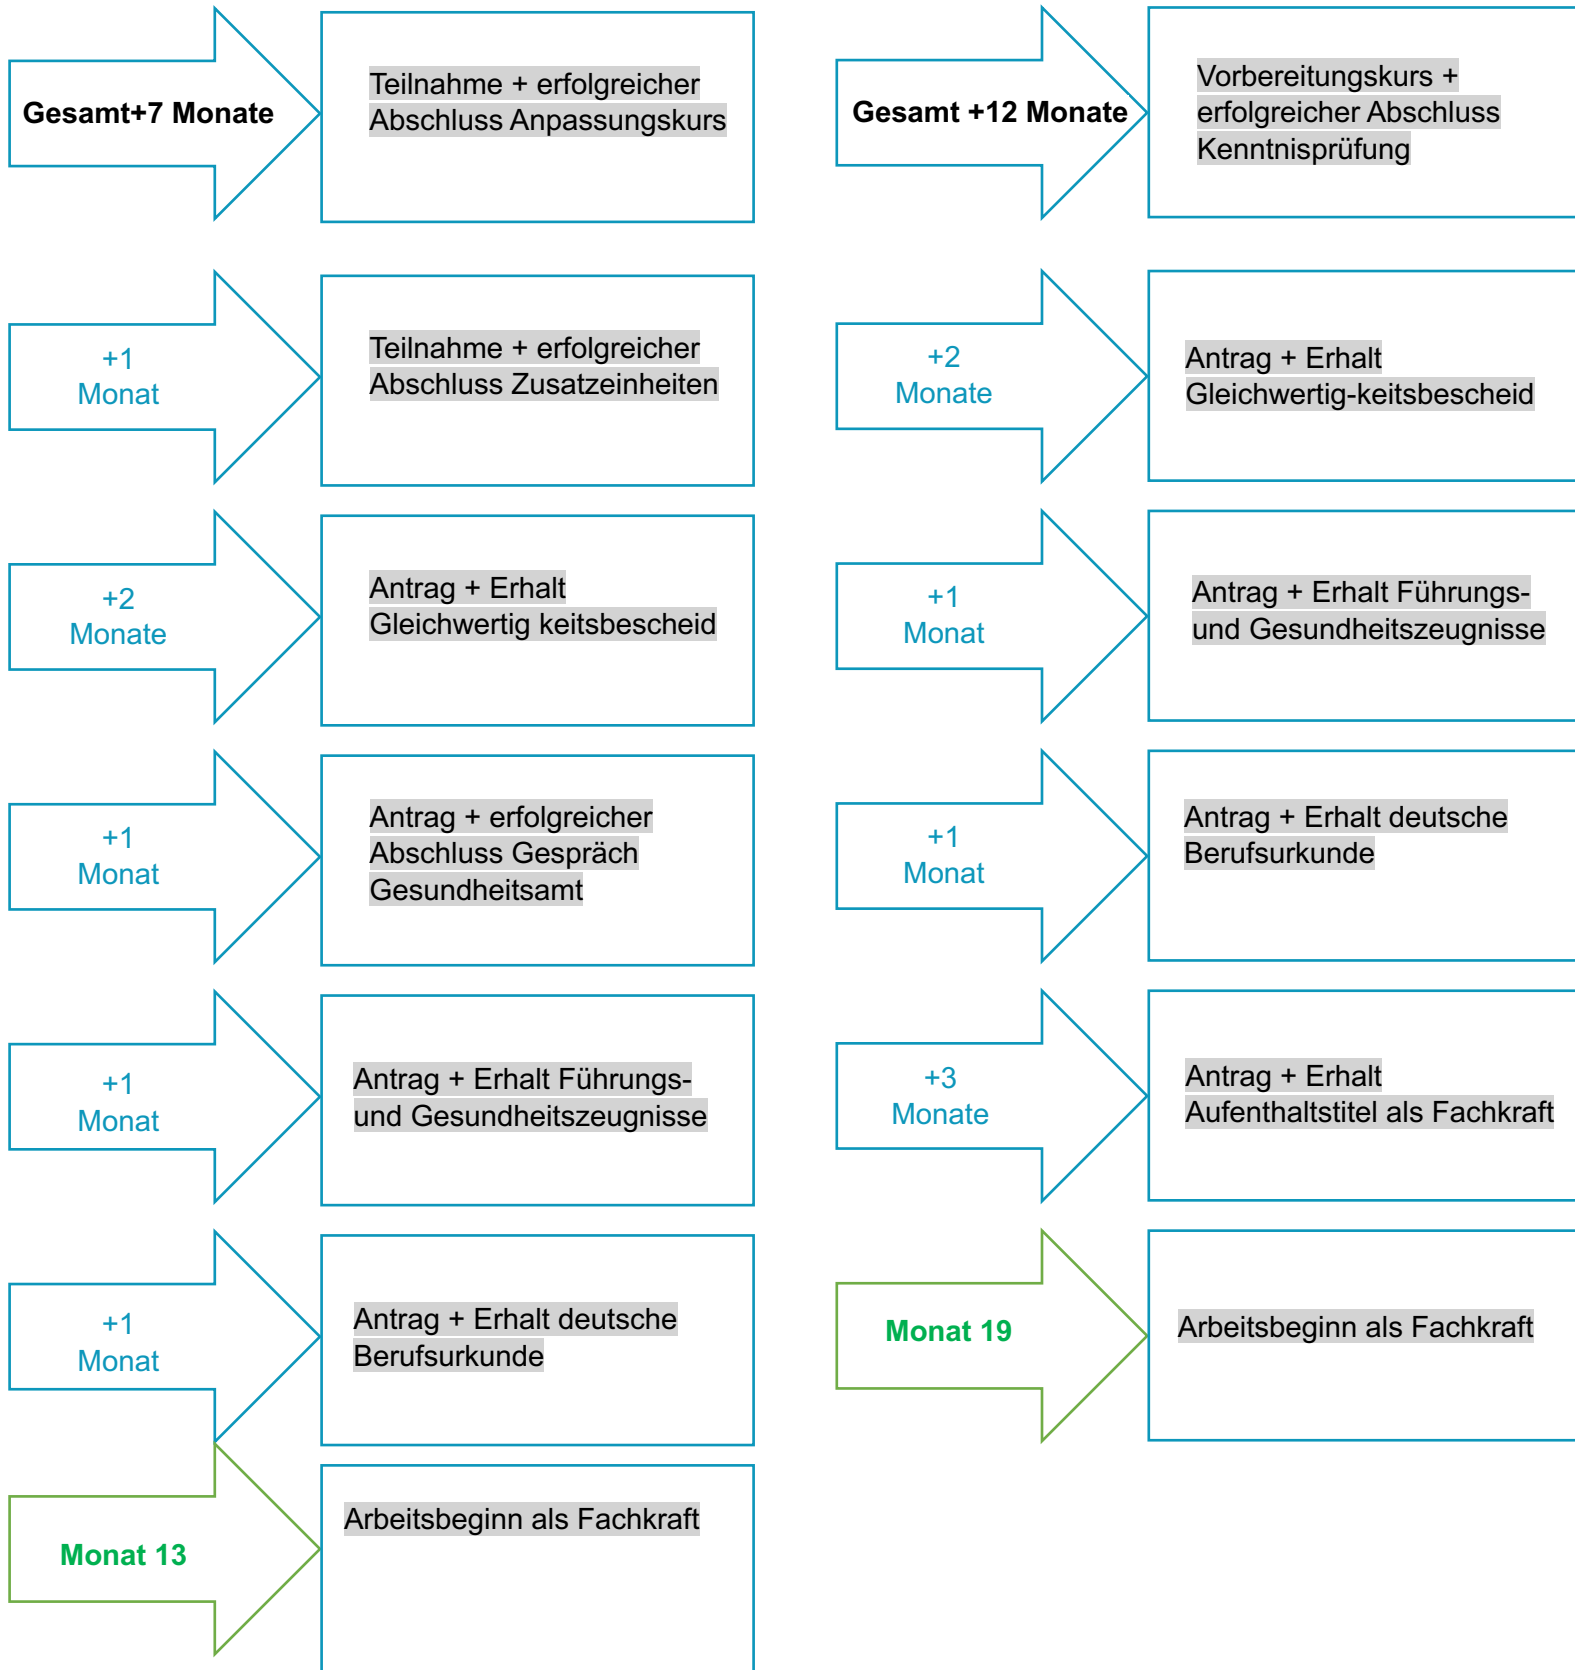 Gesamt+7 Monate
Teilnahme + erfolgreicher
Abschluss Anpassungskurs
+1
Monat
Teilnahme + erfolgreicher
Abschluss Zusatzeinheiten
+2
Monate
Antrag + Erhalt
Gleichwertig keitsbescheid
+1
Monat
Antrag + erfolgreicher
Abschluss Gespräch
Gesundheitsamt
+1
Monat
Antrag + Erhalt Führungs-
und Gesundheitszeugnisse
+1
Monat
Antrag + Erhalt deutsche
Berufsurkunde
Monat 13
Arbeitsbeginn als Fachkraft
Gesamt +12 Monate
Vorbereitungskurs +
erfolgreicher Abschluss
Kenntnisprüfung
+2
Monate
Antrag + Erhalt
Gleichwertig-keitsbescheid
+1
Monat
Antrag + Erhalt Führungs-
und Gesundheitszeugnisse
+1
Monat
Antrag + Erhalt deutsche
Berufsurkunde
+3
Monate
Antrag + Erhalt
Aufenthaltstitel als Fachkraft
Monat 19
Arbeitsbeginn als Fachkraft